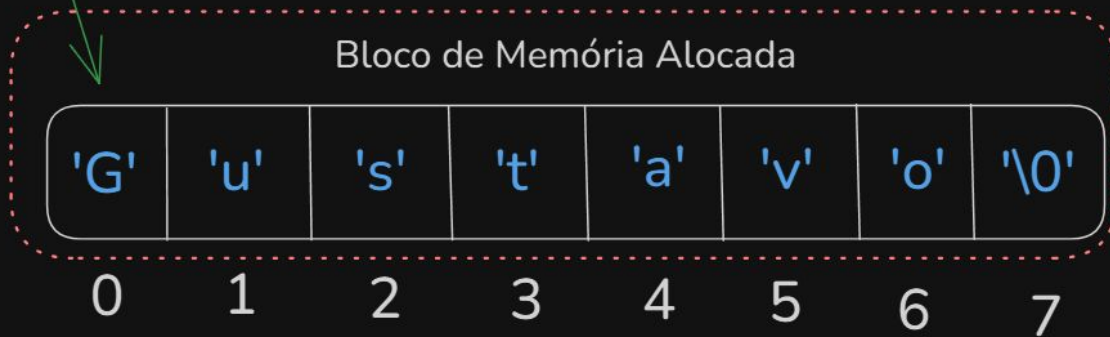 Bloco de Memória Alocada
'G' 'u' 's' 't' 'a' 'v' 'o' '\0'
0 1 2 3 4 5 6 7